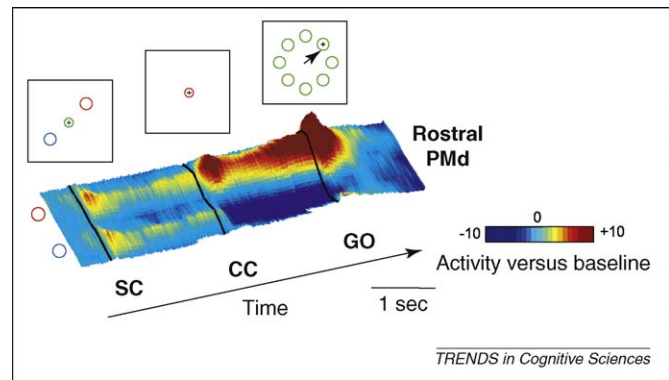 Rostral
PMd
-10
0
+10
Activity versus baseline
SC
CC
GO
Time
1 sec
TRENDS in Cognitive Sciences